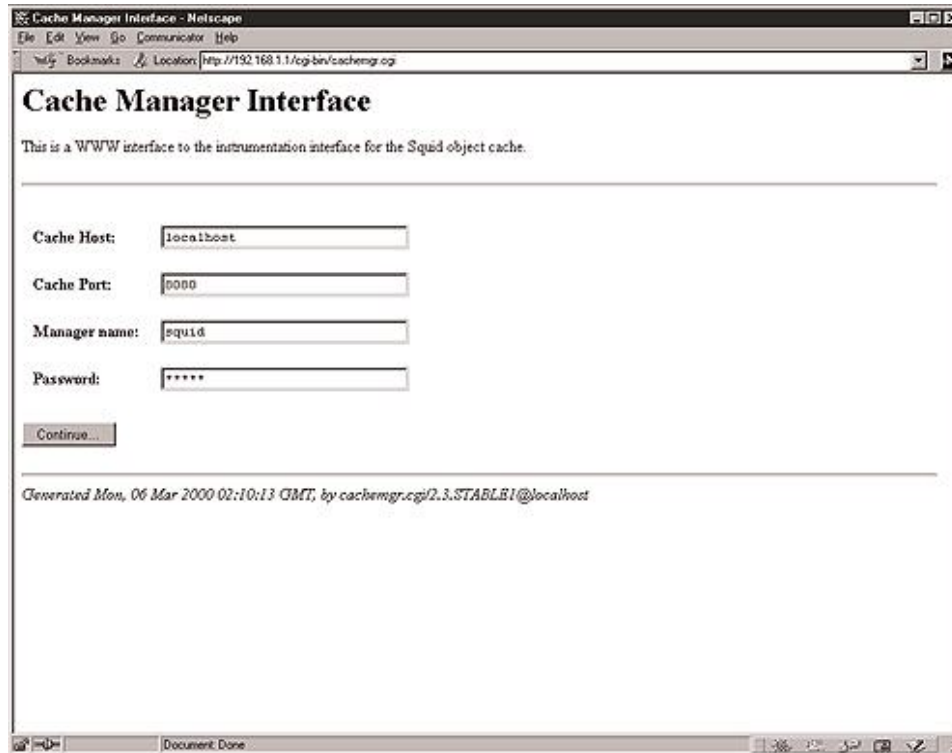 Cache Manager Interface - Netscape
File Edit View Go Communicator Help
Bookmarks Location: http://192.168.1.1/cgi-bin/cachemgr.cgi
Cache Manager Interface
This is a WWW interface to the instrumentation interface for the Squid object cache.
Cache Host: localhost
Cache Port: 8080
Manager name: squid
Password: *****
Continue...
Generated Mon, 06 Mar 2000 02:10:13 GMT, by cachemgr.cgi/2.3.STABLE1@localhost
Document: Done